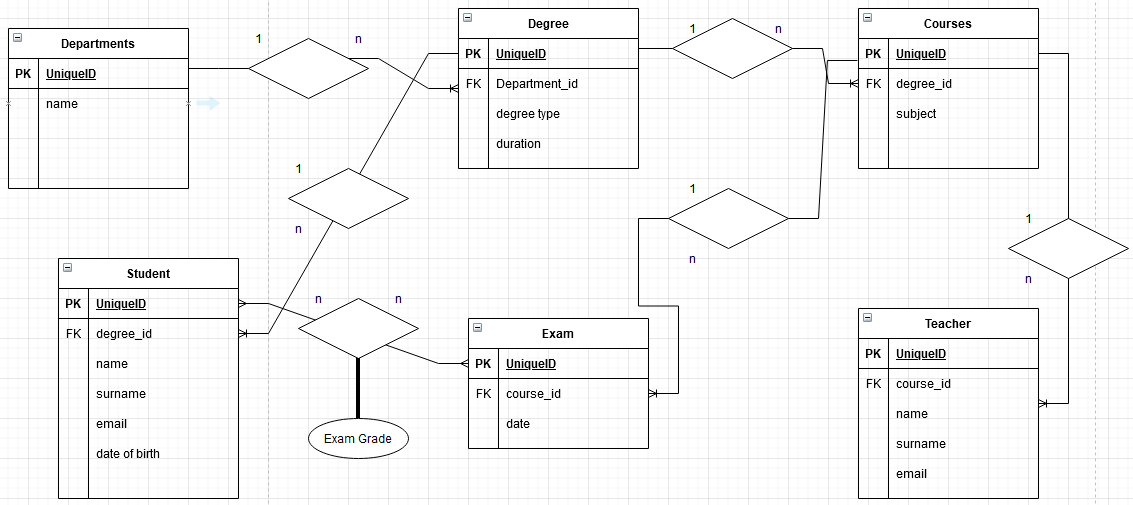 Departments
PK UniqueID
name
1 n
Degree
PK UniqueID
FK Department_id
degree type
duration
1 n
Courses
PK UniqueID
FK degree_id
subject
1
n
1
n
1
n
Student
PK UniqueID
FK degree_id
name
surname
email
date of birth
n n
Exam Grade
Exam
PK UniqueID
FK course_id
date
Teacher
PK UniqueID
FK course_id
name
surname
email